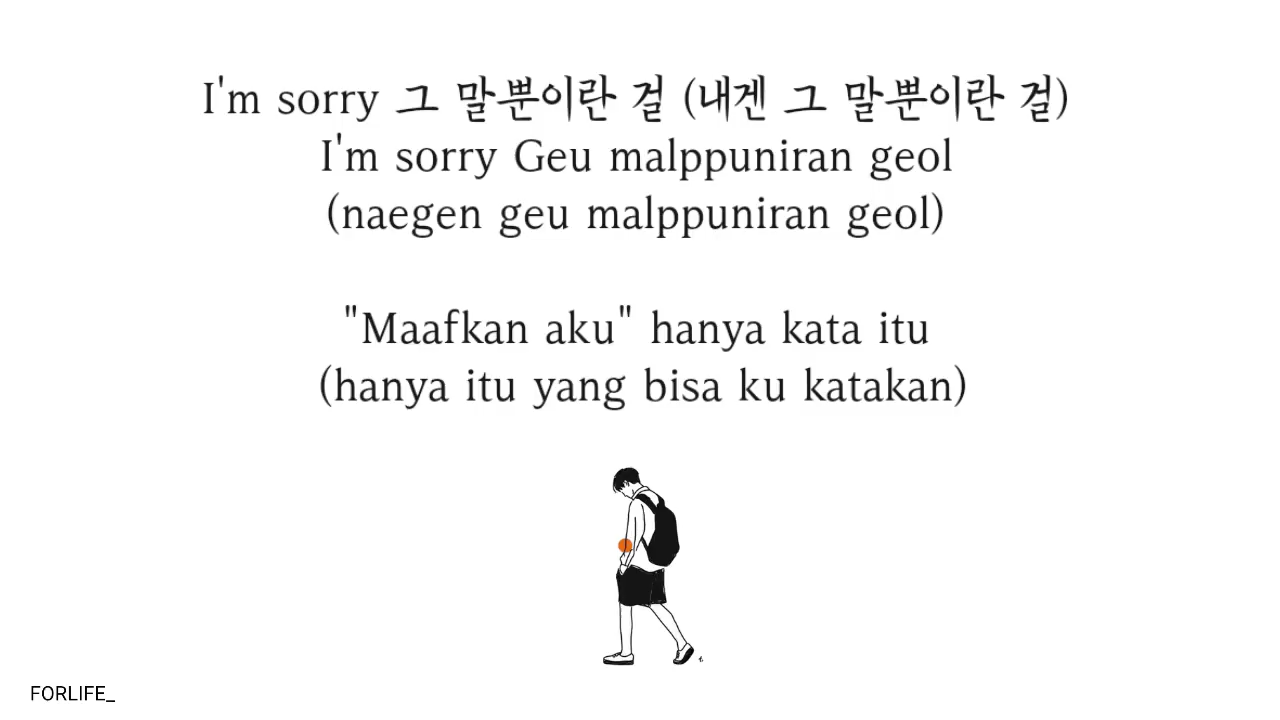 I'm sorry 그 말뿐이란 걸 (내겐 그 말뿐이란 걸)
I'm sorry Geu malppuniran geol
(naegen geu malppuniran geol)
"Maafkan aku" hanya kata itu
(hanya itu yang bisa ku katakan)
FORLIFE_